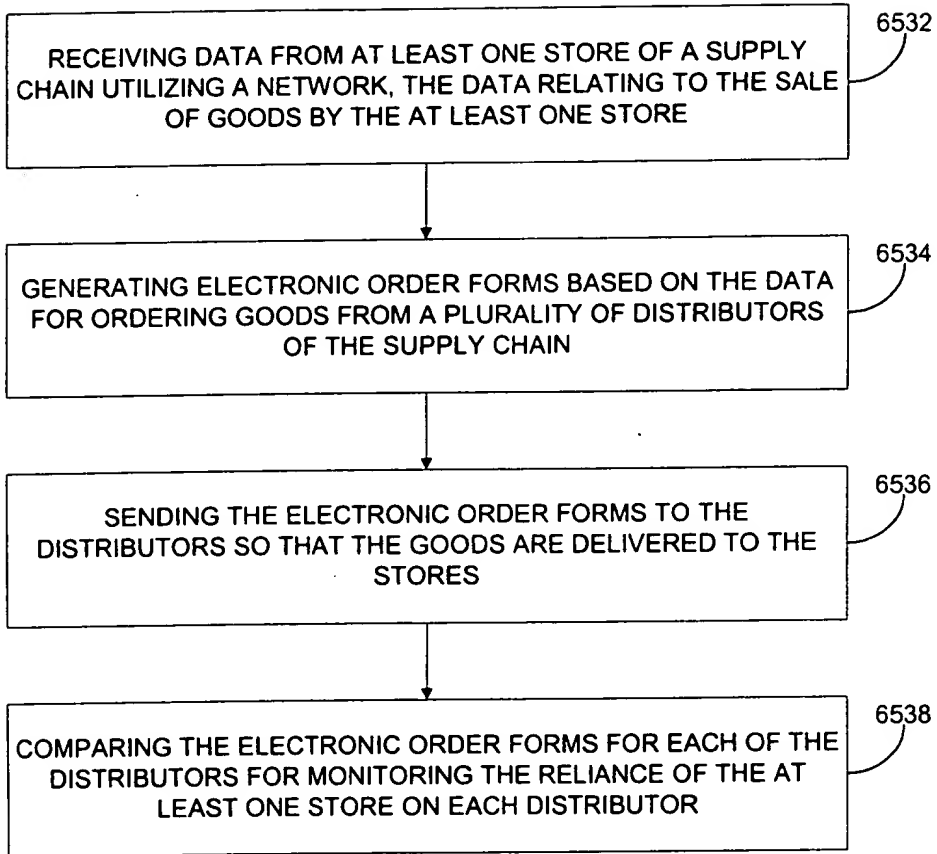 6532
RECEIVING DATA FROM AT LEAST ONE STORE OF A SUPPLY
CHAIN UTILIZING A NETWORK, THE DATA RELATING TO THE SALE
OF GOODS BY THE AT LEAST ONE STORE
6534
GENERATING ELECTRONIC ORDER FORMS BASED ON THE DATA
FOR ORDERING GOODS FROM A PLURALITY OF DISTRIBUTORS
OF THE SUPPLY CHAIN
6536
SENDING THE ELECTRONIC ORDER FORMS TO THE
DISTRIBUTORS SO THAT THE GOODS ARE DELIVERED TO THE
STORES
6538
COMPARING THE ELECTRONIC ORDER FORMS FOR EACH OF THE
DISTRIBUTORS FOR MONITORING THE RELIANCE OF THE AT
LEAST ONE STORE ON EACH DISTRIBUTOR